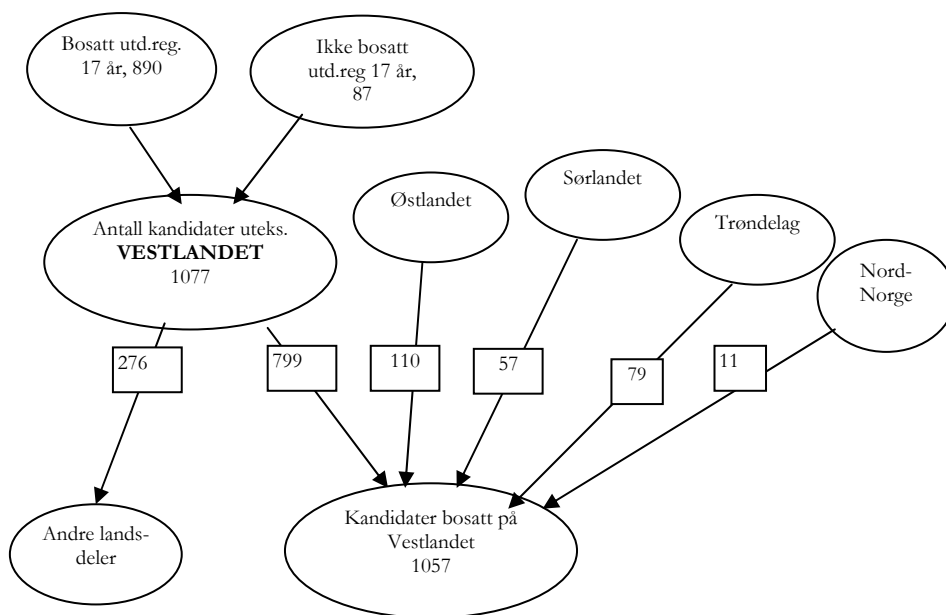 Bosatt utd.reg.
17 år, 890
Ikke bosatt
utd.reg 17 år,
87
Antall kandidater uteks.
VESTLANDET
1077
Østlandet
Sørlandet
Trøndelag
Nord-
Norge
276
799
110
57
79
11
Andre lands-
deler
Kandidater bosatt på
Vestlandet
1057